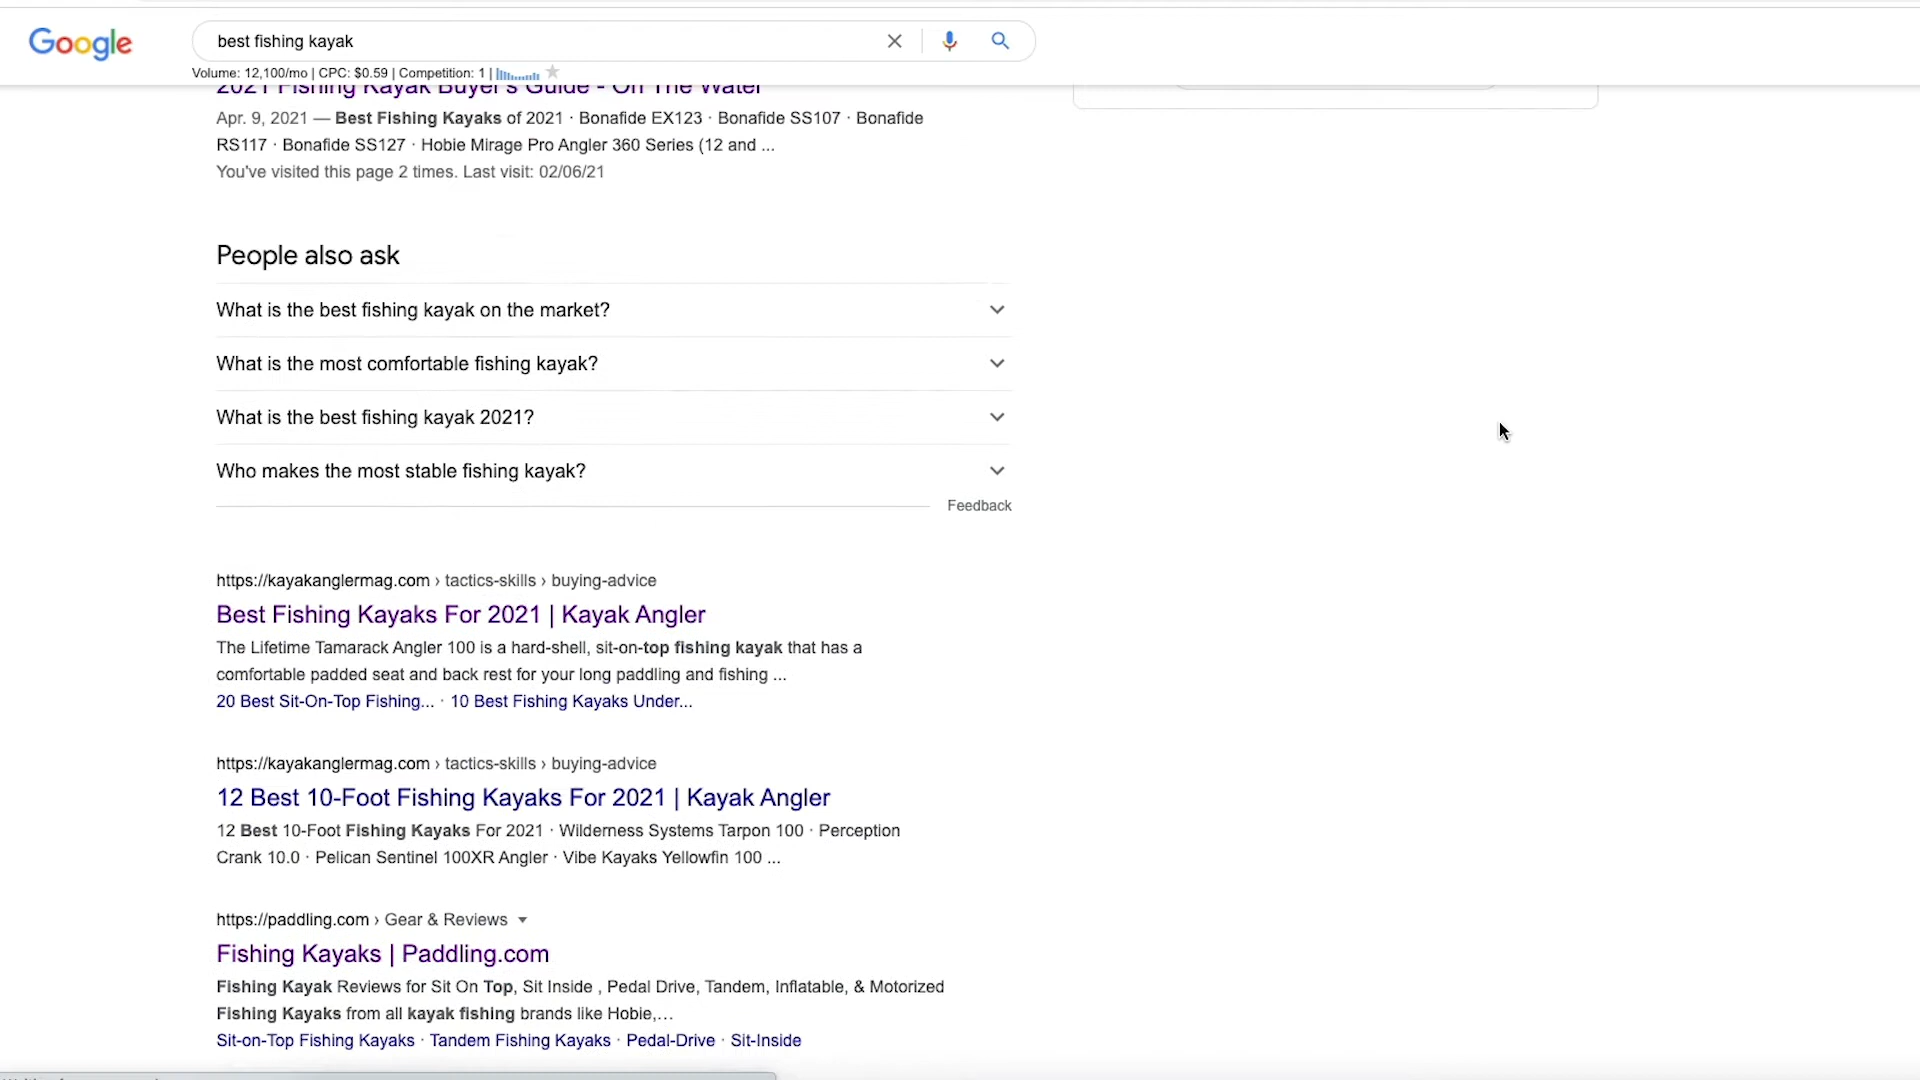 Google
best fishing kayak
Volume: 12,100/mo | CPC: $0.59 | Competition: 1 |
2021 Fishing Kayak Buyer's Guide - On The Water
Apr. 9, 2021 — Best Fishing Kayaks of 2021 · Bonafide EX123 · Bonafide SS107 · Bonafide
RS117 · Bonafide SS127 · Hobie Mirage Pro Angler 360 Series (12 and ...
You've visited this page 2 times. Last visit: 02/06/21
People also ask
What is the best fishing kayak on the market?
What is the most comfortable fishing kayak?
What is the best fishing kayak 2021?
Who makes the most stable fishing kayak?
Feedback
https://kayakanglermag.com › tactics-skills › buying-advice
Best Fishing Kayaks For 2021 | Kayak Angler
The Lifetime Tamarack Angler 100 is a hard-shell, sit-on-top fishing kayak that has a
comfortable padded seat and back rest for your long paddling and fishing ...
20 Best Sit-On-Top Fishing... · 10 Best Fishing Kayaks Under...
https://kayakanglermag.com › tactics-skills › buying-advice
12 Best 10-Foot Fishing Kayaks For 2021 | Kayak Angler
12 Best 10-Foot Fishing Kayaks For 2021 · Wilderness Systems Tarpon 100 · Perception
Crank 10.0 · Pelican Sentinel 100XR Angler · Vibe Kayaks Yellowfin 100 ...
https://paddling.com › Gear & Reviews
Fishing Kayaks | Paddling.com
Fishing Kayak Reviews for Sit On Top, Sit Inside , Pedal Drive, Tandem, Inflatable, & Motorized
Fishing Kayaks from all kayak fishing brands like Hobie,...
Sit-on-Top Fishing Kayaks · Tandem Fishing Kayaks · Pedal-Drive · Sit-Inside